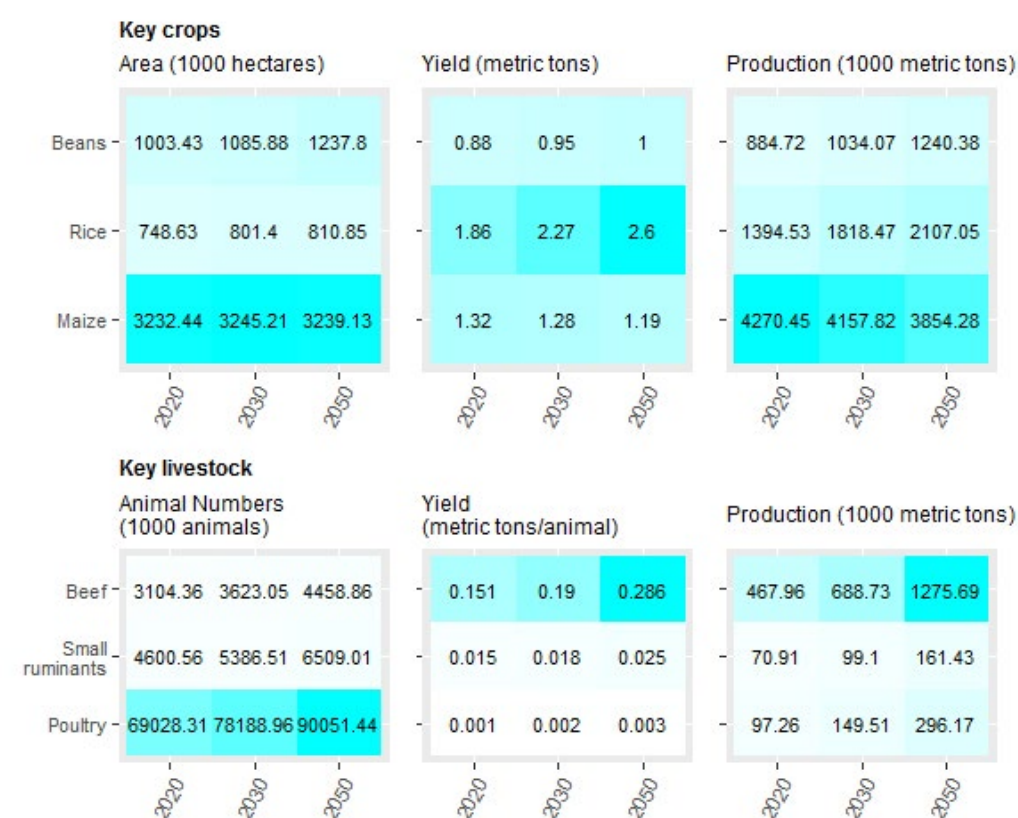 Key crops
Area (1000 hectares) Yield (metric tons) Production (1000 metric tons)
Beans 1003.43 1085.88 1237.8 0.88 0.95 1 884.72 1034.07 1240.38
Rice 748.63 801.4 810.85 1.86 2.27 2.6 1394.53 1818.47 2107.05
Maize 3232.44 3245.21 3239.13 1.32 1.28 1.19 4270.45 4157.82 3854.28
2020 2030 2050 2020 2030 2050 2020 2030 2050
Key livestock
Animal Numbers
(1000 animals)
Yield
(metric tons/animal)
Production (1000 metric tons)
Beef 3104.36 3623.05 4458.86 0.151 0.19 0.286 467.96 688.73 1275.69
Small
ruminants 4600.56 5386.51 6509.01 0.015 0.018 0.025 70.91 99.1 161.43
Poultry 69028.31 78188.96 90051.44 0.001 0.002 0.003 97.26 149.51 296.17
2020 2030 2050 2020 2030 2050 2020 2030 2050